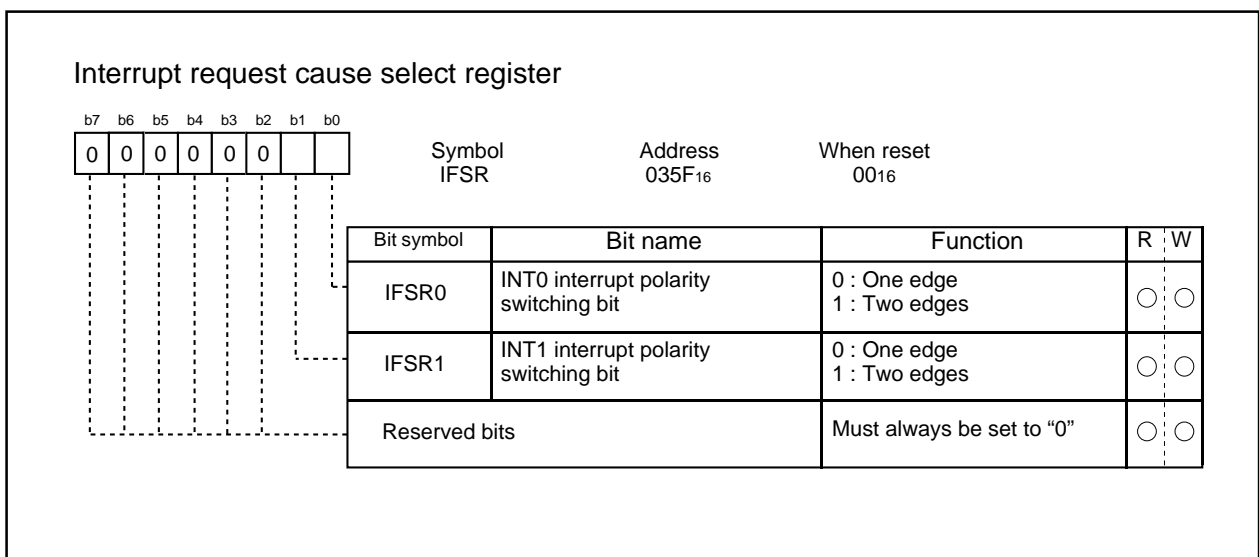 Interrupt request cause select register
b7 b6 b5 b4 b3 b2 b1 b0
0 0 0 0 0 0
Symbol Address When reset
IFSR 035F16 0016
Bit symbol Bit name Function R W
IFSR0 INT0 interrupt polarity switching bit 0 : One edge 1 : Two edges
IFSR1 INT1 interrupt polarity switching bit 0 : One edge 1 : Two edges
Reserved bits Must always be set to “0”